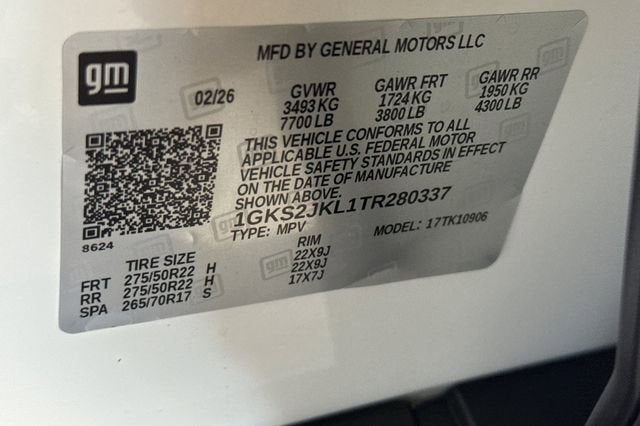 gm
MFD BY GENERAL MOTORS LLC
02/26
GVWR GAWR FRT GAWR RR
3493 KG 1724 KG 1950 KG
7700 LB 3800 LB 4300 LB
THIS VEHICLE CONFORMS TO ALL
APPLICABLE U.S. FEDERAL MOTOR
VEHICLE SAFETY STANDARDS IN EFFECT
ON THE DATE OF MANUFACTURE
SHOWN ABOVE.
1GKS2JKL1TR280337
TYPE: MPV MODEL: 17TK10906
8624
TIRE SIZE RIM
FRT 275/50R22 H 22X9J
RR 275/50R22 H 22X9J
SPA 265/70R17 S 17X7J